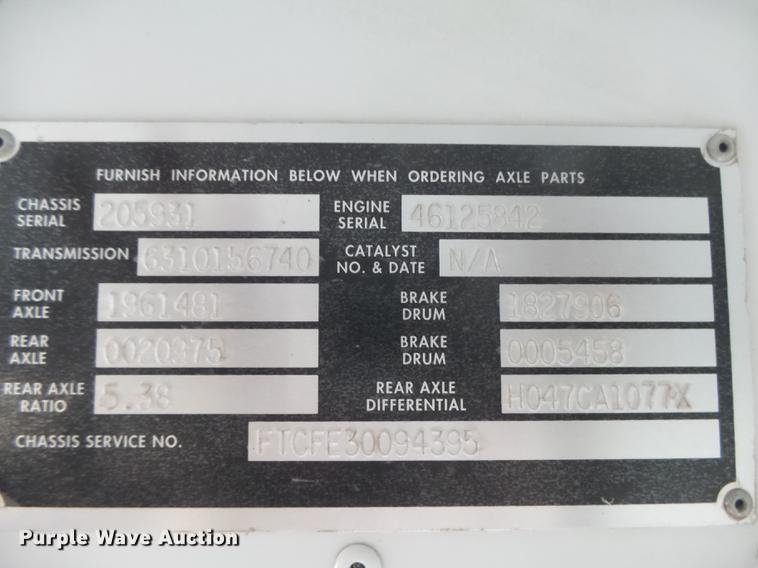 FURNISH INFORMATION BELOW WHEN ORDERING AXLE PARTS
CHASSIS SERIAL 205931 ENGINE SERIAL 46125842
TRANSMISSION 6310156740 CATALYST NO. & DATE N/A
FRONT AXLE 1961481 BRAKE DRUM 1827906
REAR AXLE 0020975 BRAKE DRUM 0005458
REAR AXLE RATIO 5.38 REAR AXLE DIFFERENTIAL H047CA1077X
CHASSIS SERVICE NO. FTCFE30094395
Purple Wave Auction